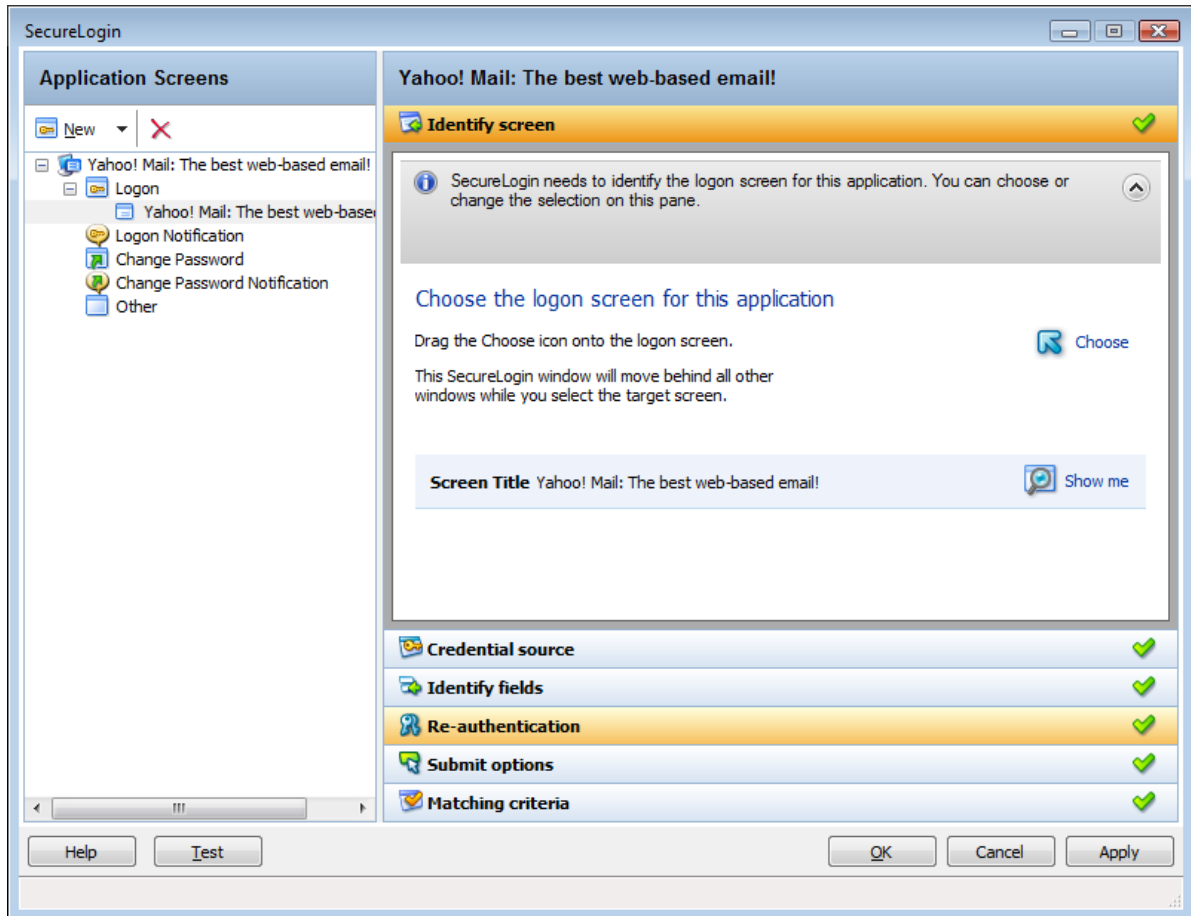 SecureLogin
Application Screens
New
Yahoo! Mail: The best web-based email!
Logon
Yahoo! Mail: The best web-base
Logon Notification
Change Password
Change Password Notification
Other
Yahoo! Mail: The best web-based email!
Identify screen
SecureLogin needs to identify the logon screen for this application. You can choose or
change the selection on this pane.
Choose the logon screen for this application
Drag the Choose icon onto the logon screen.
Choose
This SecureLogin window will move behind all other
windows while you select the target screen.
Screen Title Yahoo! Mail: The best web-based email!
Show me
Credential source
Identify fields
Re-authentication
Submit options
Matching criteria
Help
Test
OK
Cancel
Apply